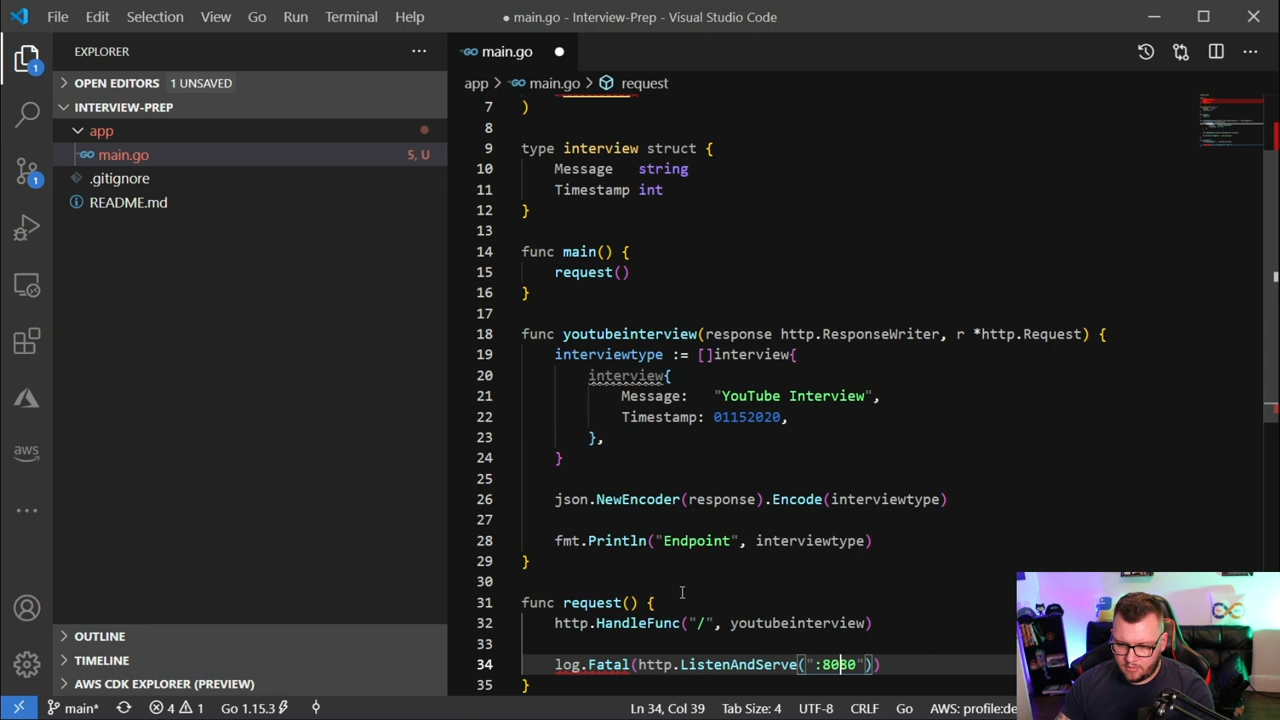 File Edit Selection View Go Run Terminal Help
● main.go - Interview-Prep - Visual Studio Code
EXPLORER
OPEN EDITORS 1 UNSAVED
INTERVIEW-PREP
app
main.go 5, U
.gitignore
README.md
OUTLINE
TIMELINE
AWS CDK EXPLORER (PREVIEW)
1
1
aws
main.go
app > main.go > request
7 )
8
9 type interview struct {
10 Message string
11 Timestamp int
12 }
13
14 func main() {
15 request()
16 }
17
18 func youtubeinterview(response http.ResponseWriter, r *http.Request) {
19 interviewtype := []interview{
20 interview{
21 Message: "YouTube Interview",
22 Timestamp: 01152020,
23 },
24 }
25
26 json.NewEncoder(response).Encode(interviewtype)
27
28 fmt.Println("Endpoint", interviewtype)
29 }
30
31 func request() {
32 http.HandleFunc("/", youtubeinterview)
33
34 log.Fatal(http.ListenAndServe(":8080"))
35 }
main* 4 1 Go 1.15.3 Ln 34, Col 39 Tab Size: 4 UTF-8 CRLF Go AWS: profile:de